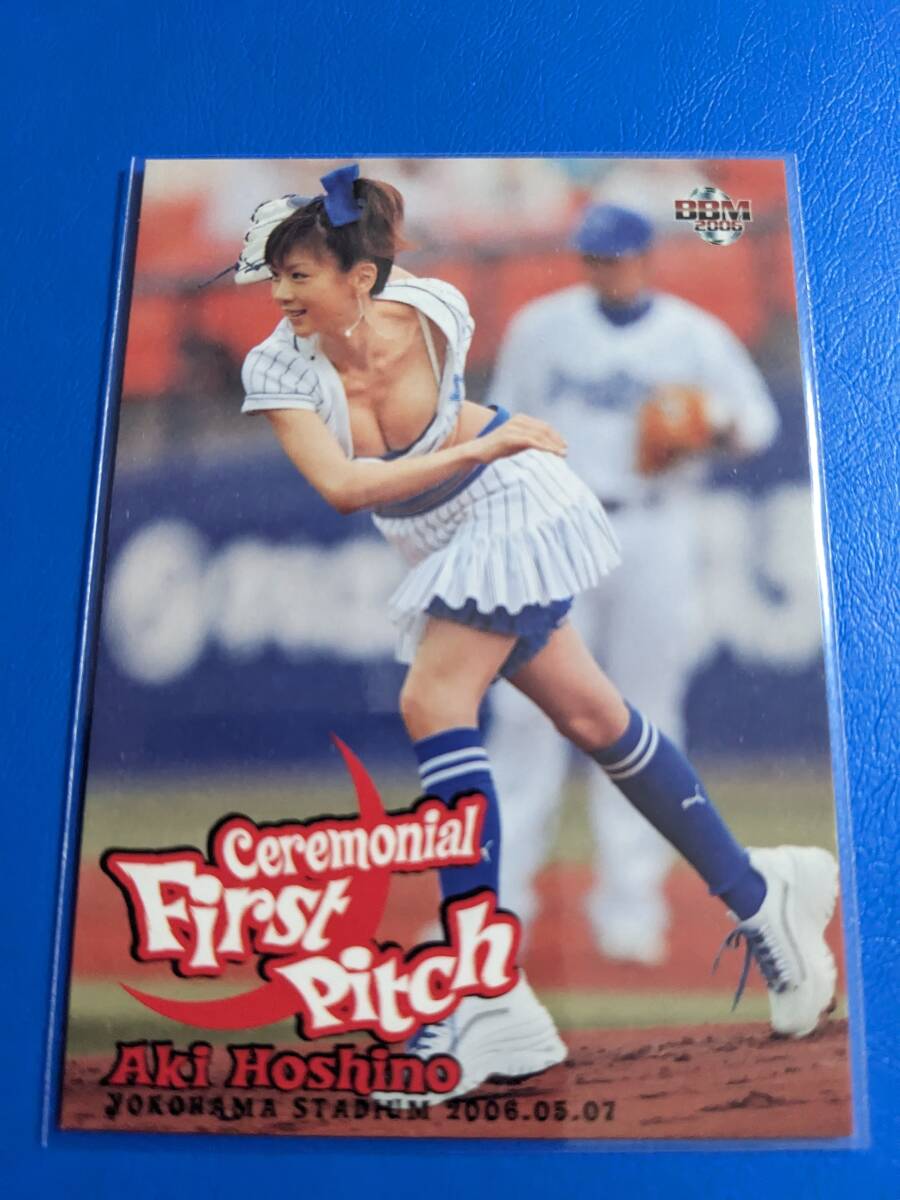 BBM
2006
Ceremonial
First
Pitch
Aki Hoshino
YOKOHAMA STADIUM 2006.05.07